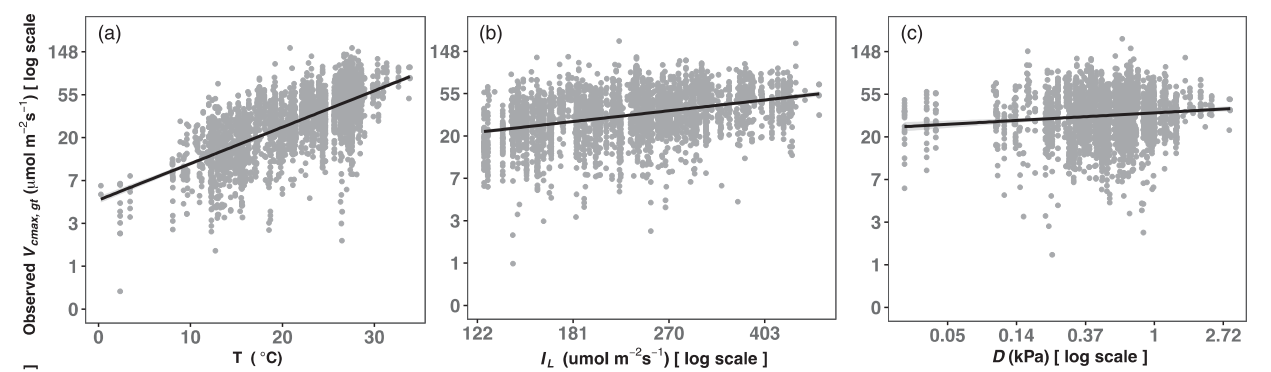 Observed Vcmax, gt (μmol m−2s−1) [ log scale
]
(a)
148
55
20
7
3
1
0
0 10 20 30
T ( °C)
(b)
148
55
20
7
3
1
0
122 181 270 403
IL (umol m−2s−1) [ log scale ]
(c)
148
55
20
7
3
1
0
0.05 0.14 0.37 1 2.72
D (kPa) [ log scale ]